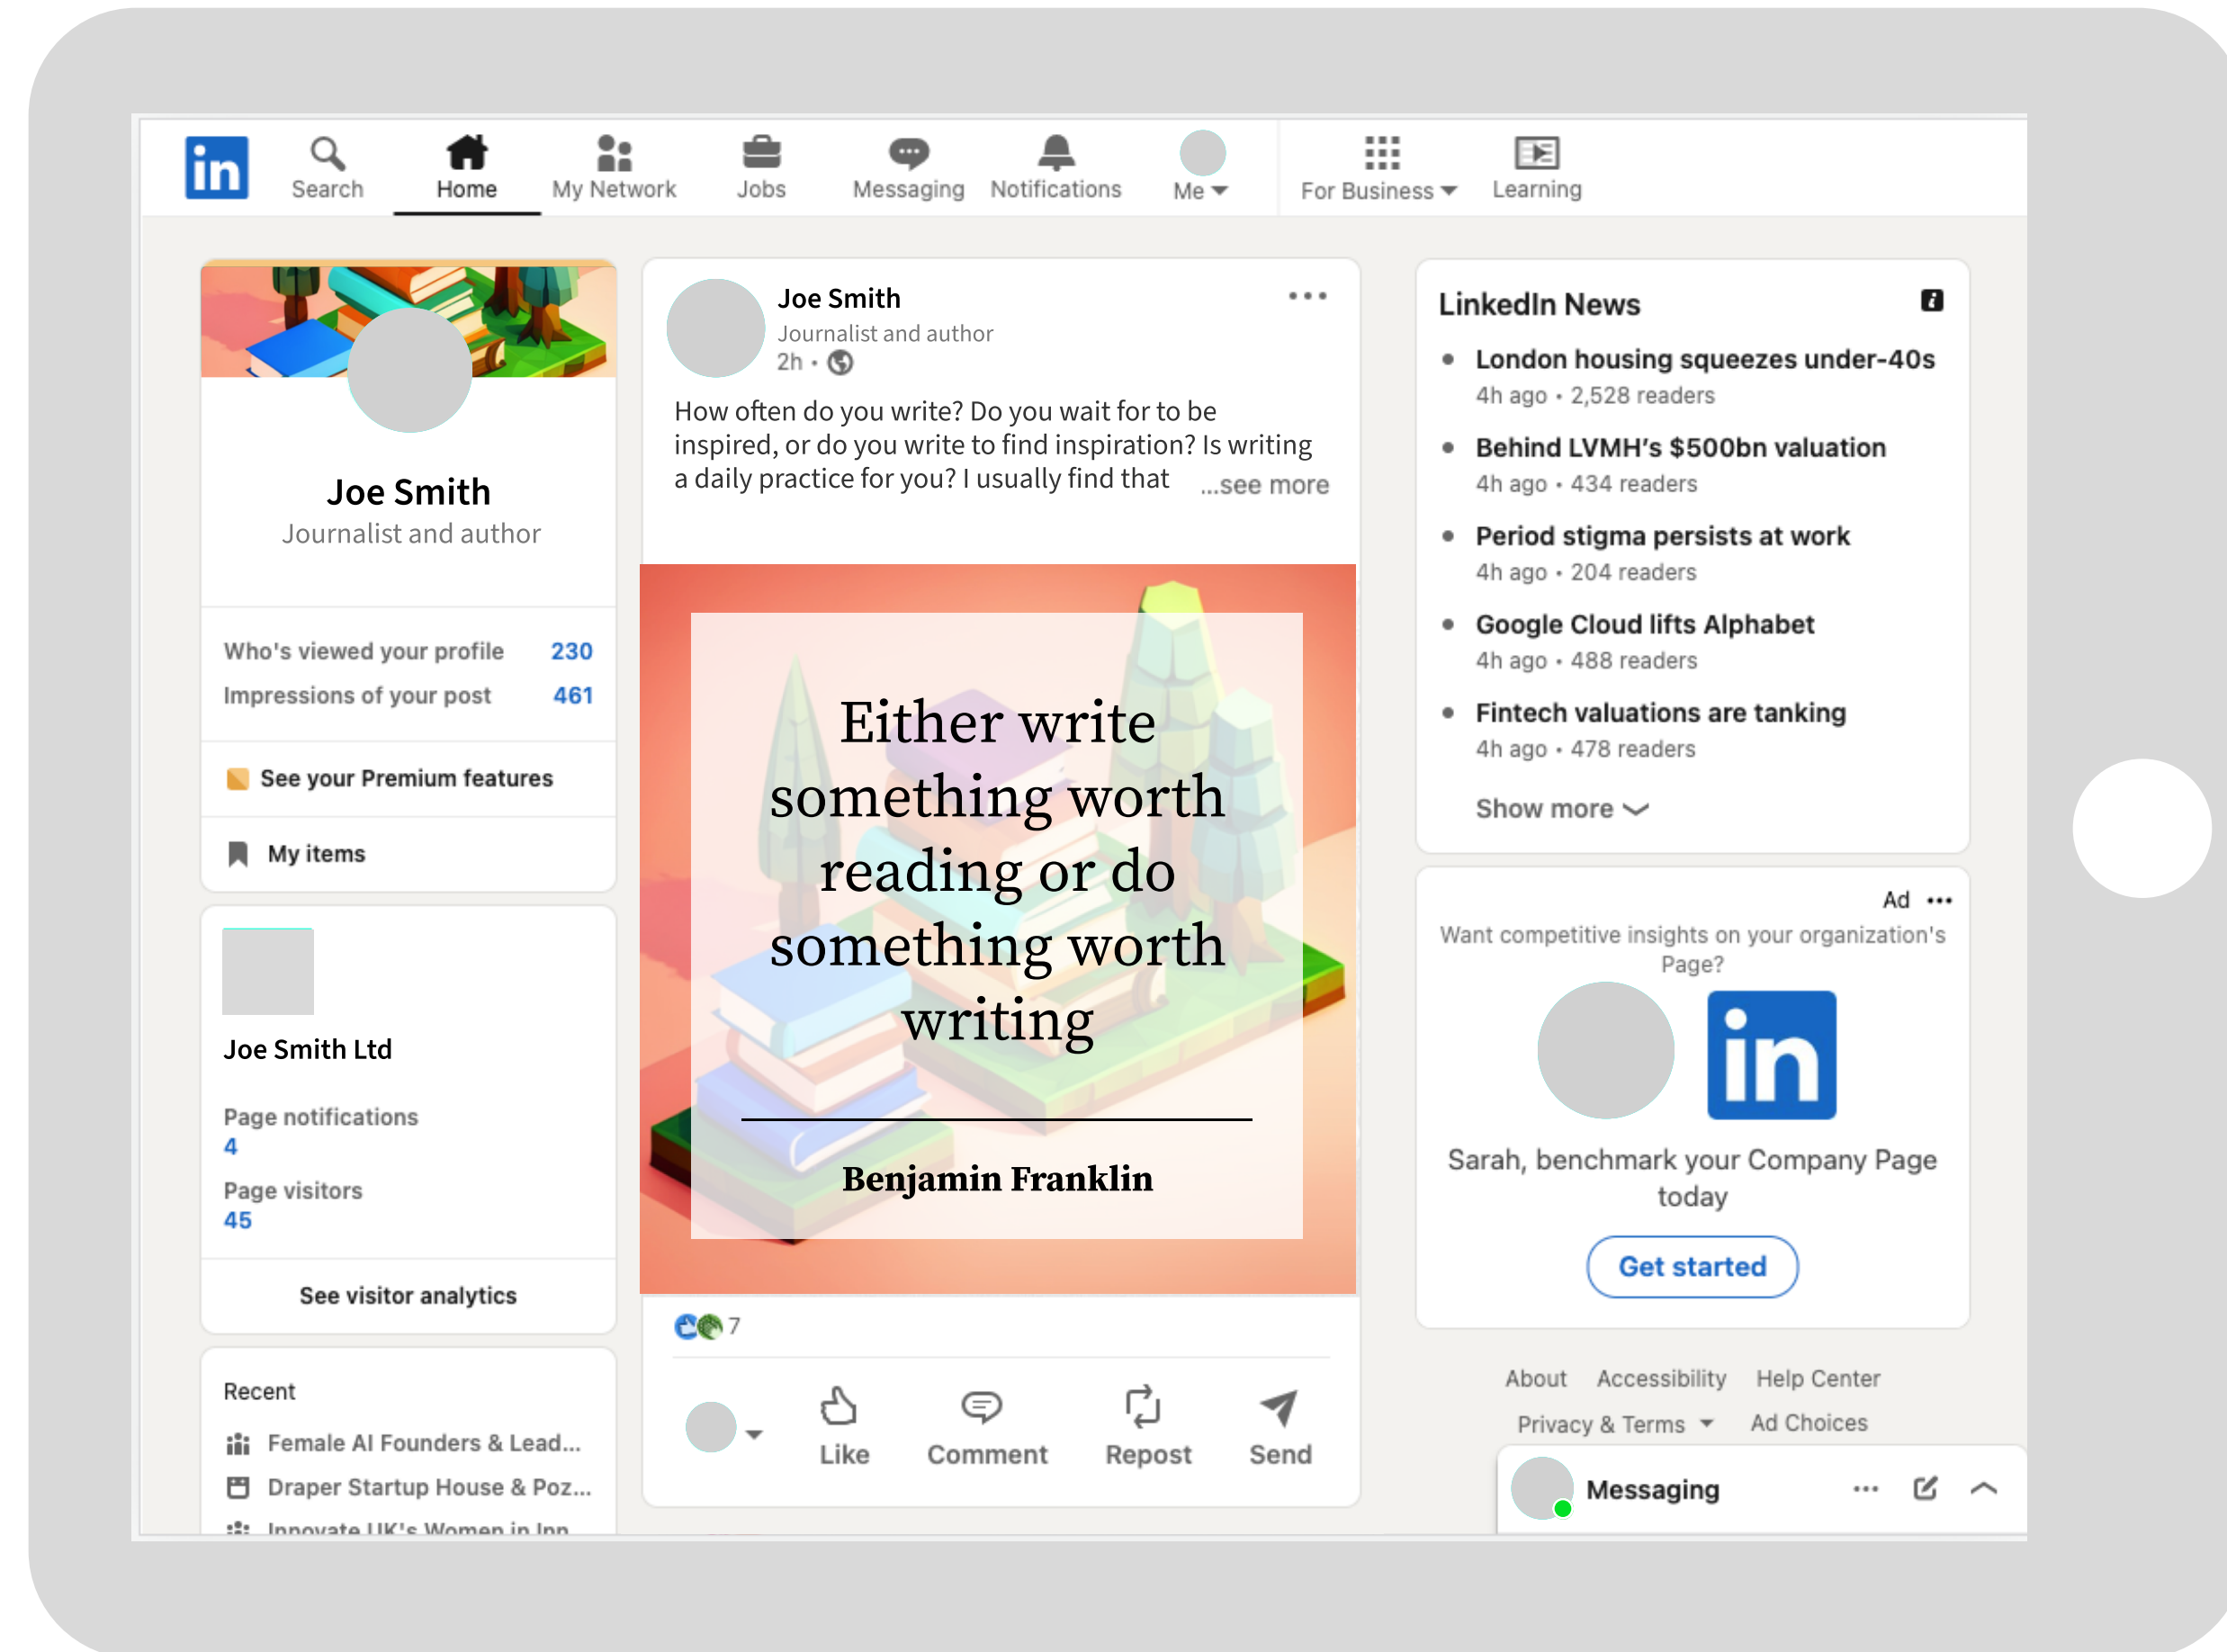 in
Search
Home
My Network
Jobs
Messaging
Notifications
Me
For Business
Learning
Joe Smith
Journalist and author
Who's viewed your profile 230
Impressions of your post 461
See your Premium features
My items
Joe Smith Ltd
Page notifications
4
Page visitors
45
See visitor analytics
Recent
Female AI Founders & Lead...
Draper Startup House & Poz...
Innovate UK's Women in Inn
Joe Smith
Journalist and author
2h •
How often do you write? Do you wait for to be
inspired, or do you write to find inspiration? Is writing
a daily practice for you? I usually find that ...see more
Either write
something worth
reading or do
something worth
writing
Benjamin Franklin
7
Like
Comment
Repost
Send
LinkedIn News
London housing squeezes under-40s
4h ago • 2,528 readers
Behind LVMH's $500bn valuation
4h ago • 434 readers
Period stigma persists at work
4h ago • 204 readers
Google Cloud lifts Alphabet
4h ago • 488 readers
Fintech valuations are tanking
4h ago • 478 readers
Show more
Ad
Want competitive insights on your organization's
Page?
in
Sarah, benchmark your Company Page
today
Get started
About Accessibility Help Center
Privacy & Terms Ad Choices
Messaging